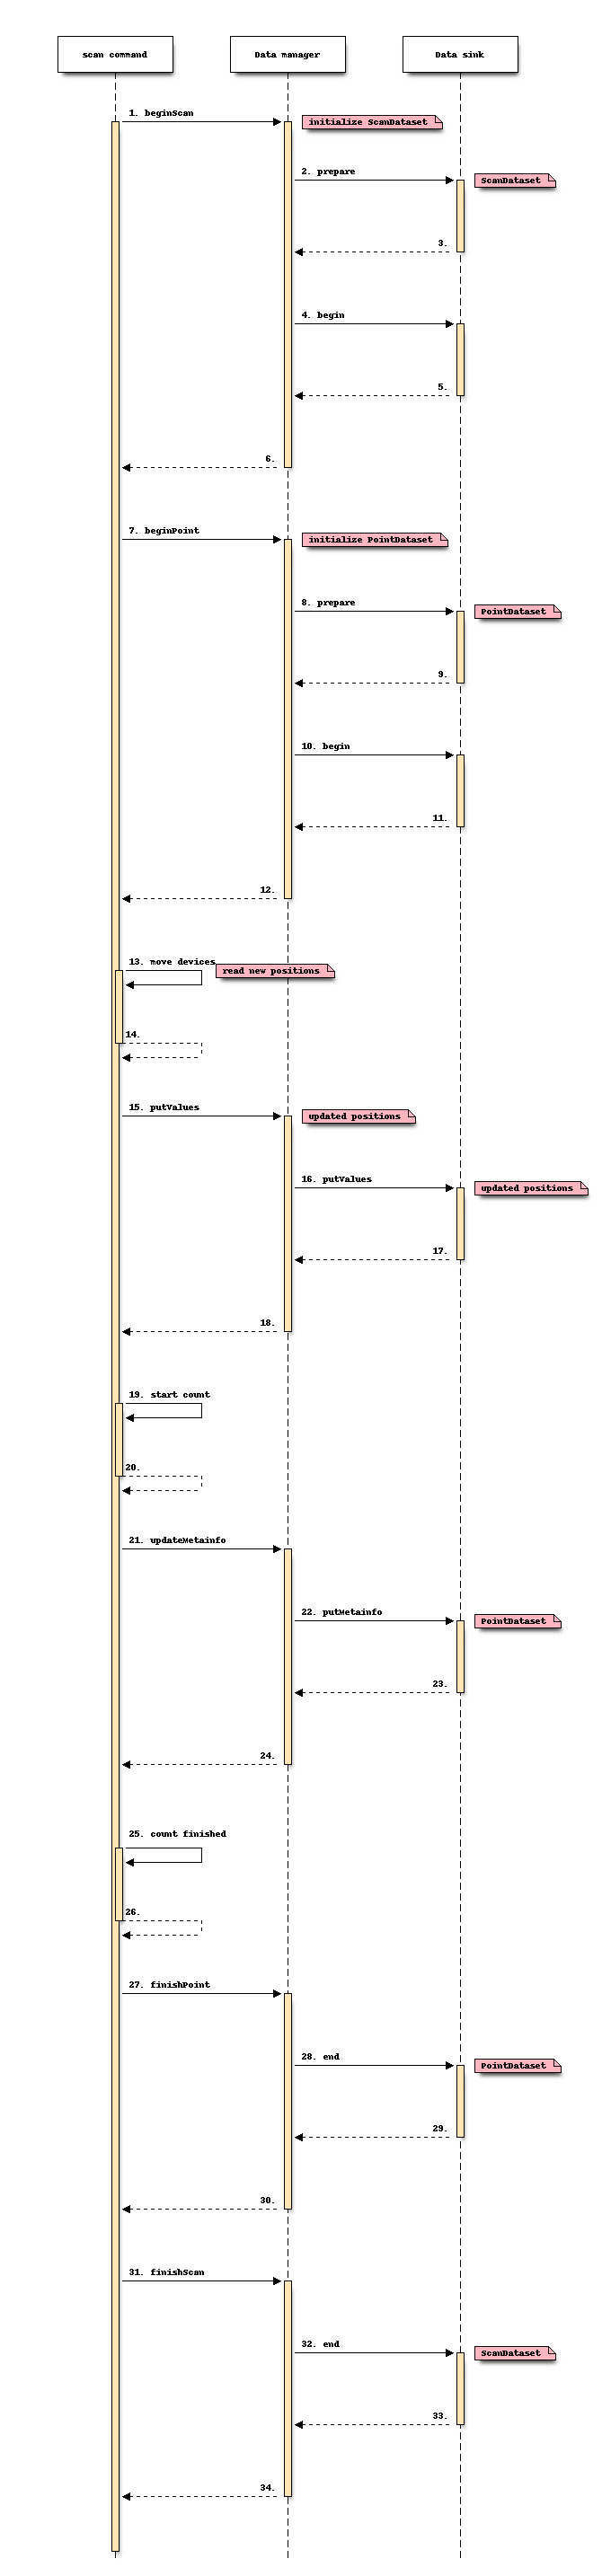 scan command
Data manager
Data sink
1. beginScan
initialize ScanDataset
2. prepare
ScanDataset
3.
4. begin
5.
6.
7. beginPoint
initialize PointDataset
8. prepare
PointDataset
9.
10. begin
11.
12.
13. move devices
read new positions
14.
15. putValues
updated positions
16. putValues
updated positions
17.
18.
19. start count
20.
21. updateMetainfo
22. putMetainfo
PointDataset
23.
24.
25. count finished
26.
27. finishPoint
28. end
PointDataset
29.
30.
31. finishScan
32. end
ScanDataset
33.
34.